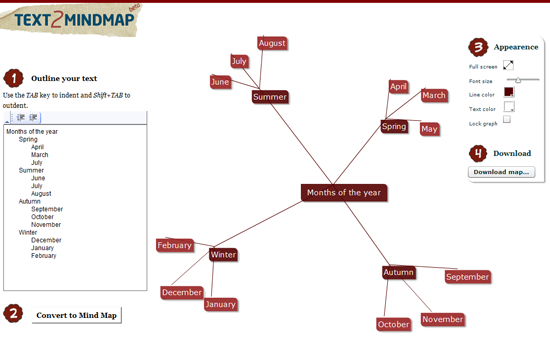 TEXT2MINDMAP beta
1 Outline your text
Use the TAB key to indent and Shift+TAB to
outdent.
Months of the year
Spring
April
March
July
Summer
June
July
August
Autumn
September
October
November
Winter
December
January
February
2 Convert to Mind Map
August
July
June
Summer
April
March
Spring
May
Months of the year
February
Winter
December
January
Autumn
September
October
November
3 Appearance
Full screen
Font size
Line color
Text color
Lock graph
4 Download
Download map...